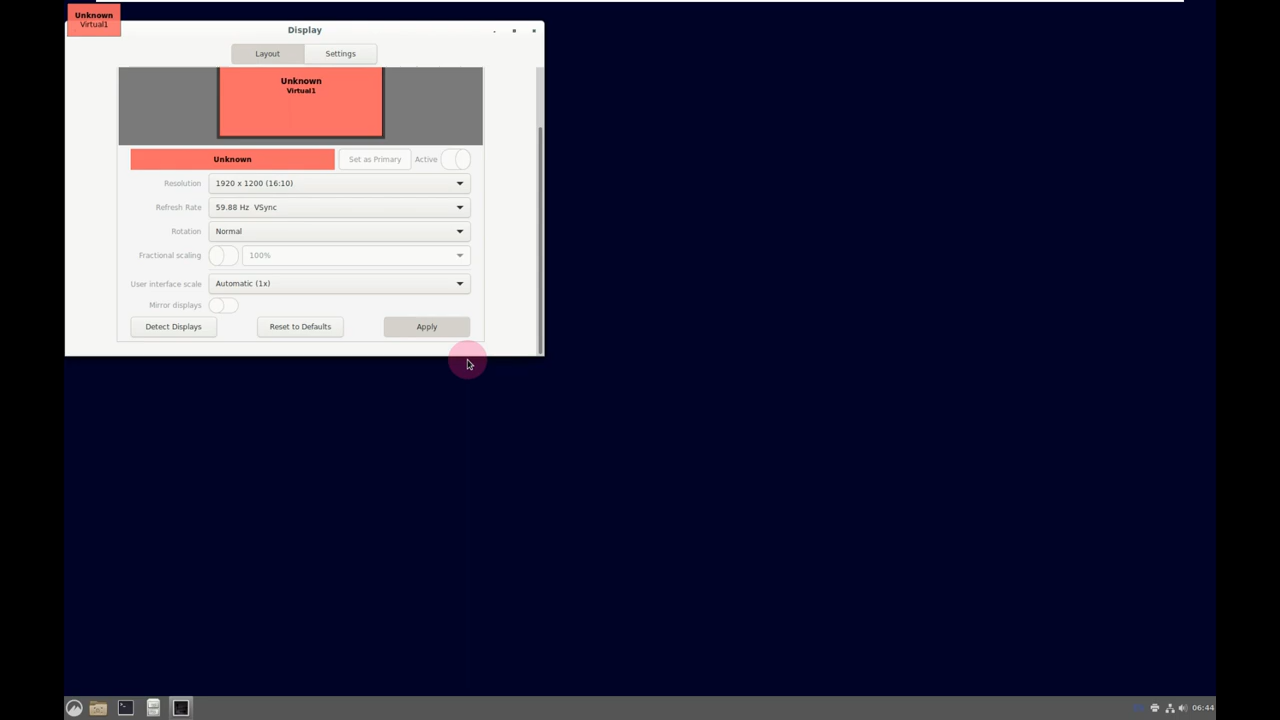 Unknown
Virtual1
Display
Layout
Settings
Unknown
Virtual1
Unknown
Set as Primary
Active
Resolution
1920 x 1200 (16:10)
Refresh Rate
59.88 Hz VSync
Rotation
Normal
Fractional scaling
100%
User interface scale
Automatic (1x)
Mirror displays
Detect Displays
Reset to Defaults
Apply
06:44